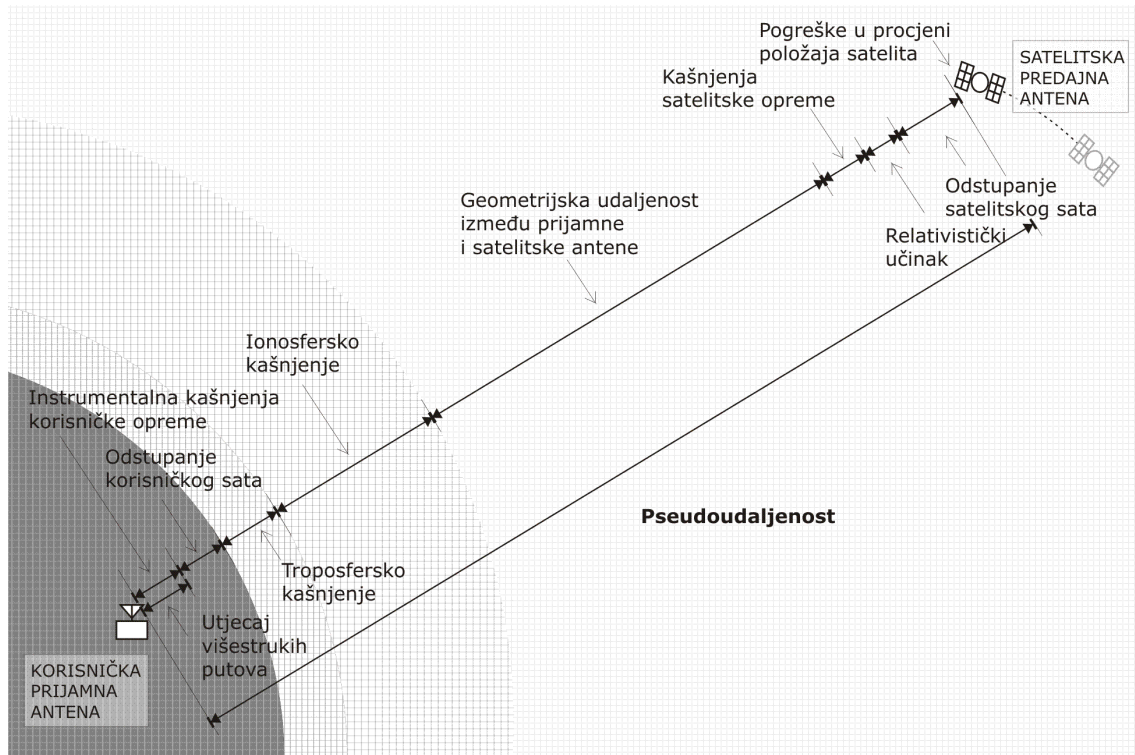 Pogreške u procjeni
položaja satelita
SATELITSKA
PREDAJNA
ANTENA
Kašnjenja
satelitske opreme
Odstupanje
satelitskog sata
Relativistički
učinak
Geometrijska udaljenost
između prijamne
i satelitske antene
Ionosfersko
kašnjenje
Instrumentalna kašnjenja
korisničke opreme
Odstupanje
korisničkog sata
Pseudoudaljenost
Troposfersko
kašnjenje
Utjecaj
višestrukih
putova
KORISNIČKA
PRIJAMNA
ANTENA